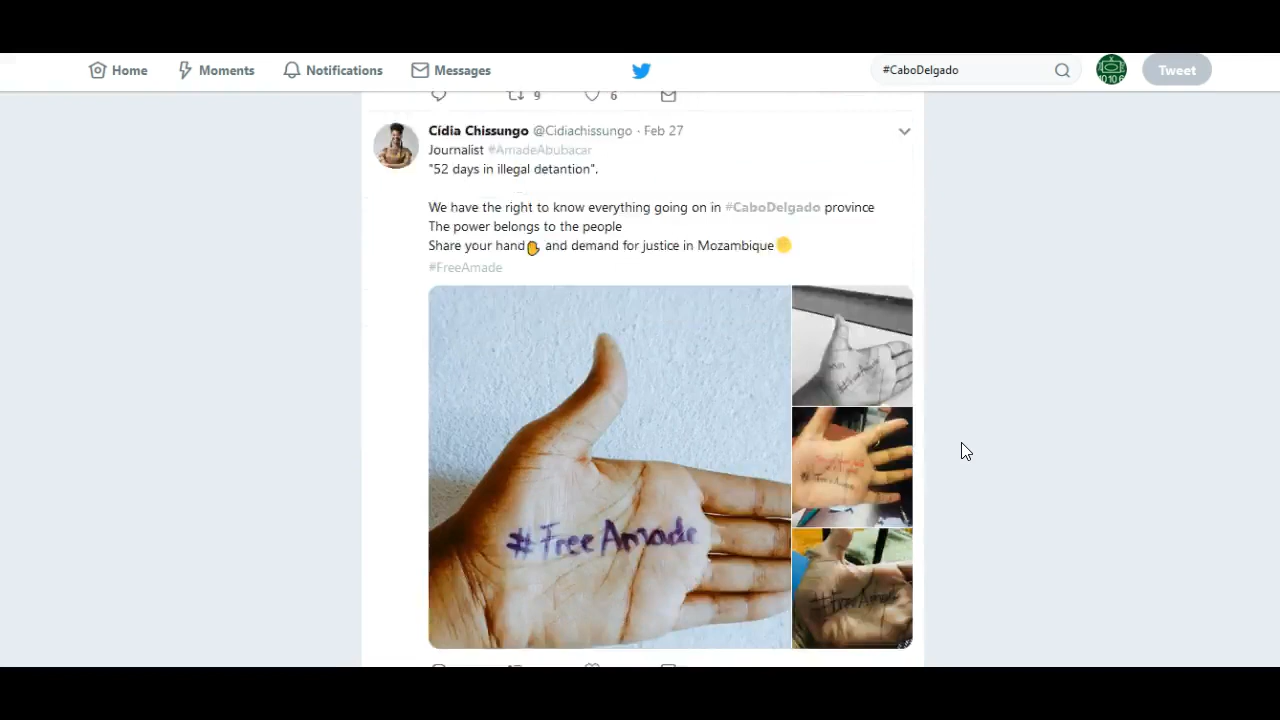 Home Moments Notifications Messages #CaboDelgado Tweet
9 6
Cídia Chissungo @Cidiachissungo · Feb 27
Journalist #AmadeAbubacar
"52 days in illegal detantion".
We have the right to know everything going on in #CaboDelgado province
The power belongs to the people
Share your hand✋ and demand for justice in Mozambique✊
#FreeAmade
#FreeAmade
#FreeAmade
#FreeAmade